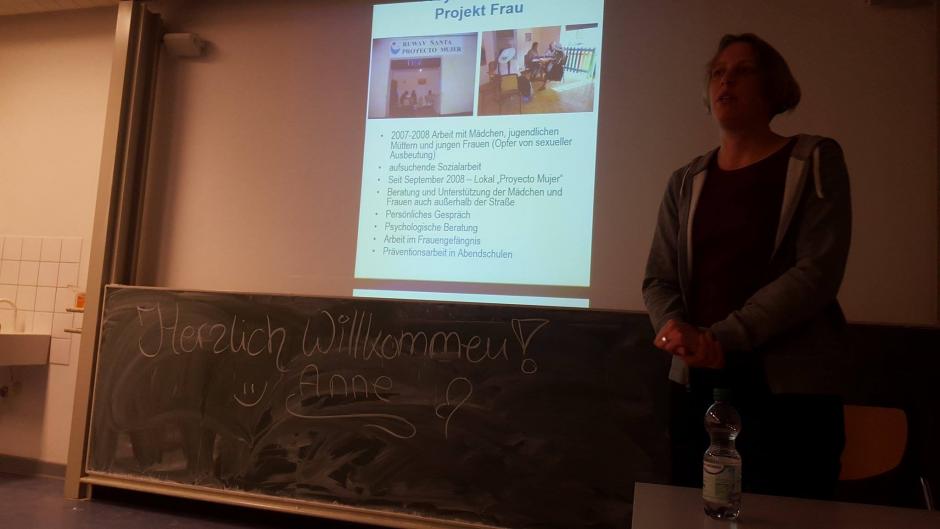 Projekt Frau
RUWAY ÑANTA
PROYECTO MUJER
• 2007-2008 Arbeit mit Mädchen, jugendlichen
Müttern und jungen Frauen (Opfer von sexueller
Ausbeutung)
• aufsuchende Sozialarbeit
• Seit September 2008 – Lokal „Proyecto Mujer"
• Beratung und Unterstützung der Mädchen und
Frauen auch außerhalb der Straße
• Persönliches Gespräch
• Psychologische Beratung
• Arbeit im Frauengefängnis
• Präventionsarbeit in Abendschulen
Herzlich Willkommen!
Anne